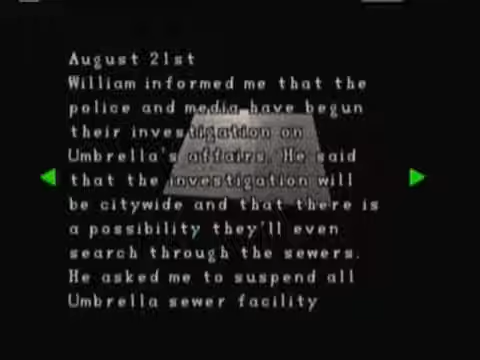 August 21st
William informed me that the
police and media have begun
their investigation on
Umbrella's affairs. He said
that the investigation will
be citywide and that there is
a possibility they'll even
search through the sewers.
He asked me to suspend all
Umbrella sewer facility